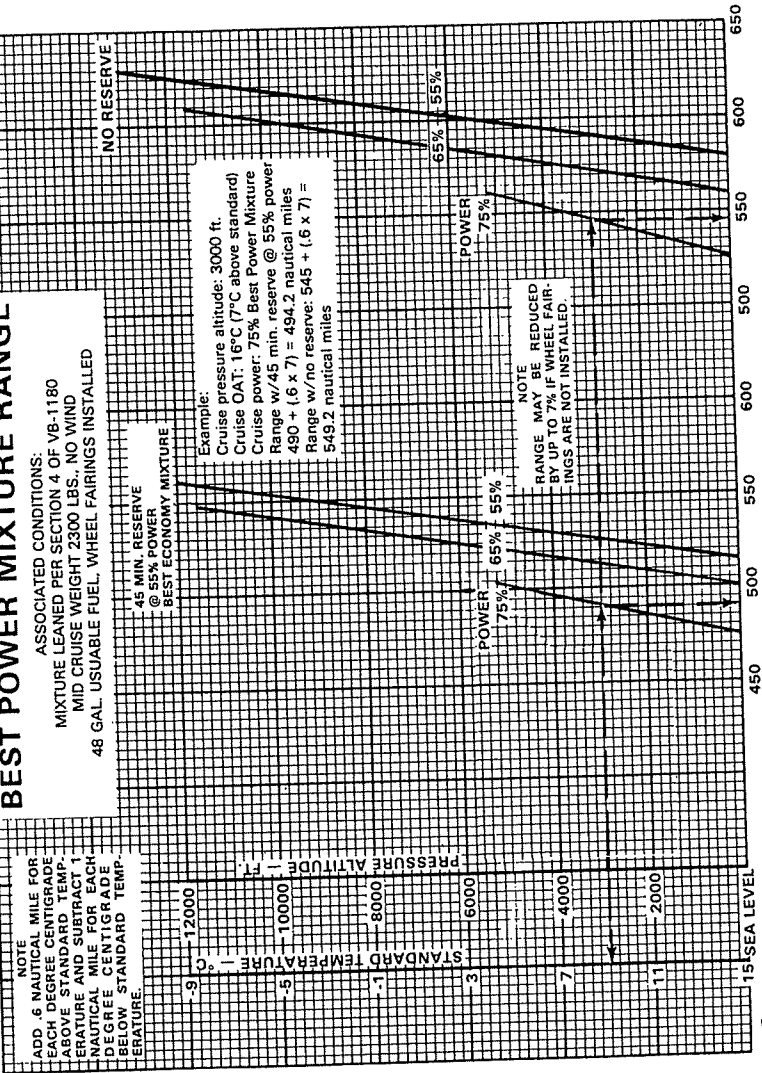 BEST POWER MIXTURE RANGE
ASSOCIATED CONDITIONS:
MIXTURE LEANED PER SECTION 4 OF VB-1180
MID CRUISE WEIGHT 2300 LBS., NO WIND
48 GAL. USUABLE FUEL, WHEEL FAIRINGS INSTALLED
NOTE
ADD .6 NAUTICAL MILE FOR
EACH DEGREE CENTIGRADE
ABOVE STANDARD TEMP-
ERATURE AND SUBTRACT 1
NAUTICAL MILE FOR EACH
DEGREE CENTIGRADE
BELOW STANDARD TEMP-
ERATURE.
45 MIN. RESERVE
@ 55% POWER
BEST ECONOMY MIXTURE
NO RESERVE
Example:
Cruise pressure altitude: 3000 ft.
Cruise OAT: 16°C (7°C above standard)
Cruise power: 75% Best Power Mixture
Range w/45 min. reserve @ 55% power
490 + (.6 x 7) = 494.2 nautical miles
Range w/no reserve: 545 + (.6 x 7) =
549.2 nautical miles
STANDARD TEMPERATURE — °C
PRESSURE ALTITUDE — FT.
-9 12000
-5 10000
-1 8000
3 6000
7 4000
11 2000
15 SEA LEVEL
POWER
75%
65%
55%
POWER
75%
65%
55%
NOTE
RANGE MAY BE REDUCED
BY UP TO 7% IF WHEEL FAIR-
INGS ARE NOT INSTALLED.
450 500 550 600 500 550 600 650